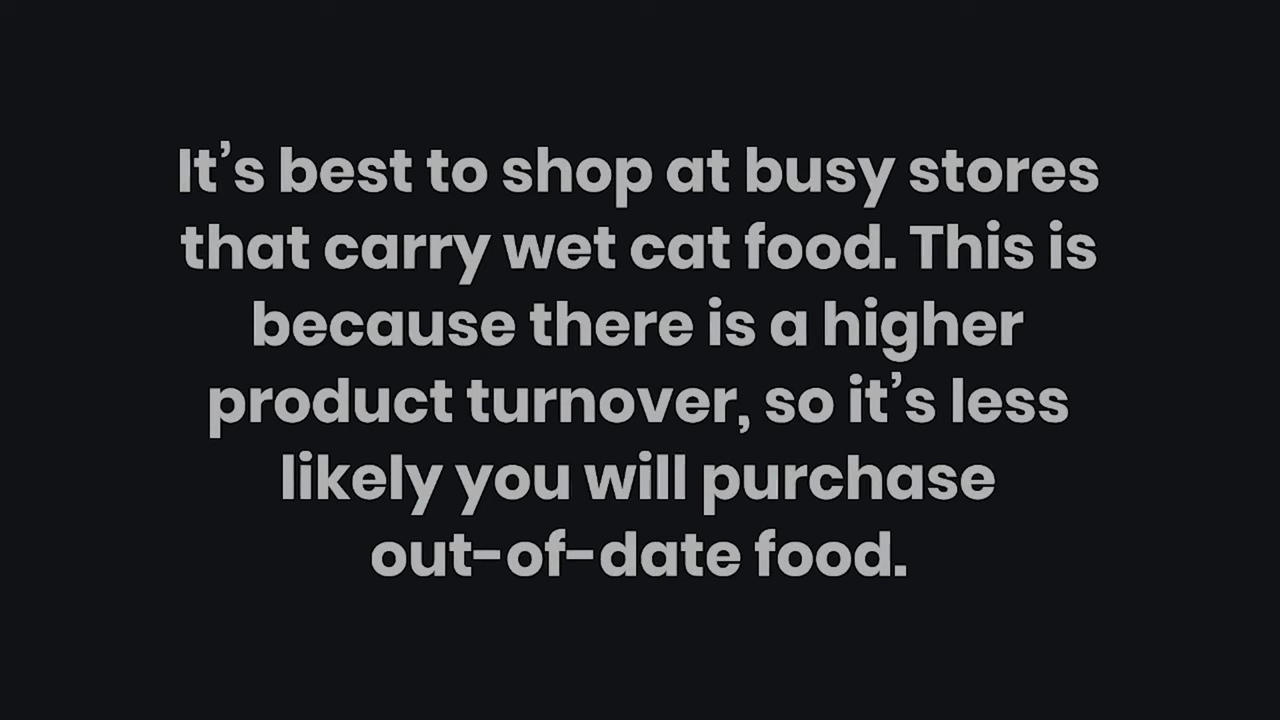 It’s best to shop at busy stores
that carry wet cat food. This is
because there is a higher
product turnover, so it’s less
likely you will purchase
out-of-date food.